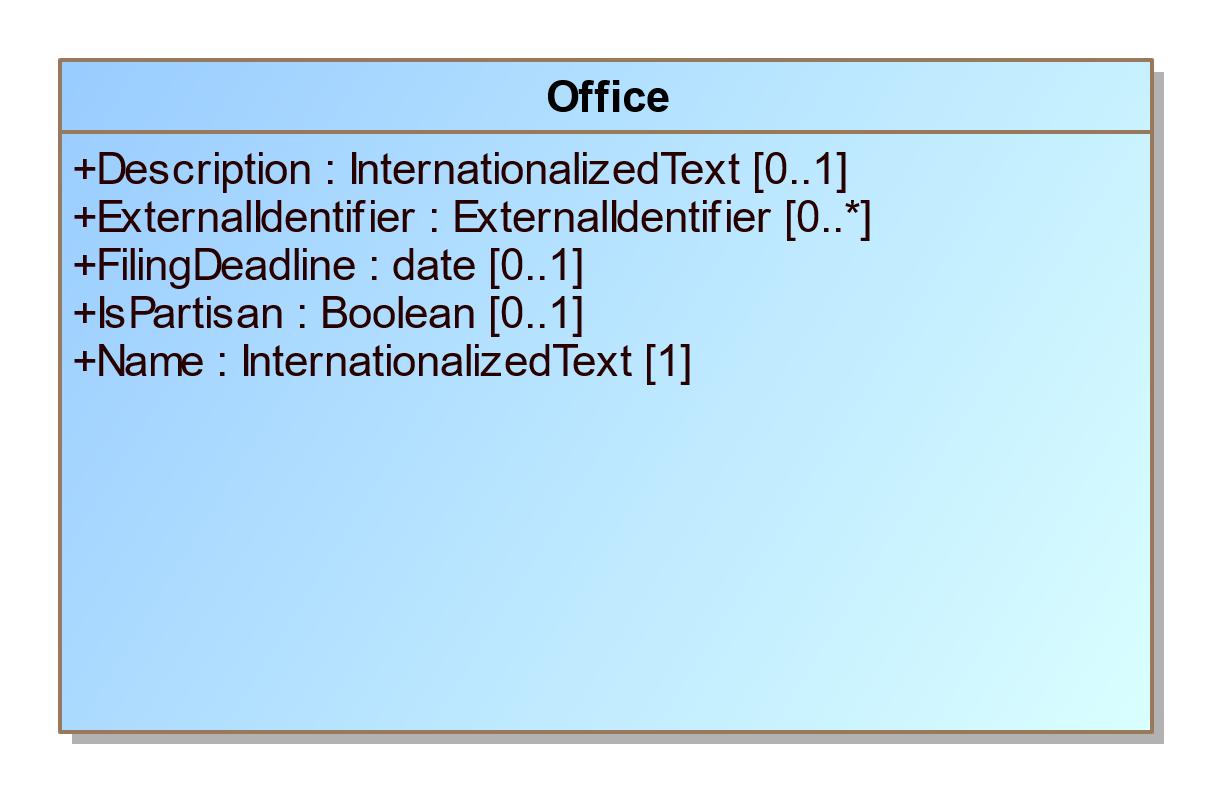 Office
+Description : InternationalizedText [0..1]
+ExternalIdentifier : ExternalIdentifier [0..*]
+FilingDeadline : date [0..1]
+IsPartisan : Boolean [0..1]
+Name : InternationalizedText [1]